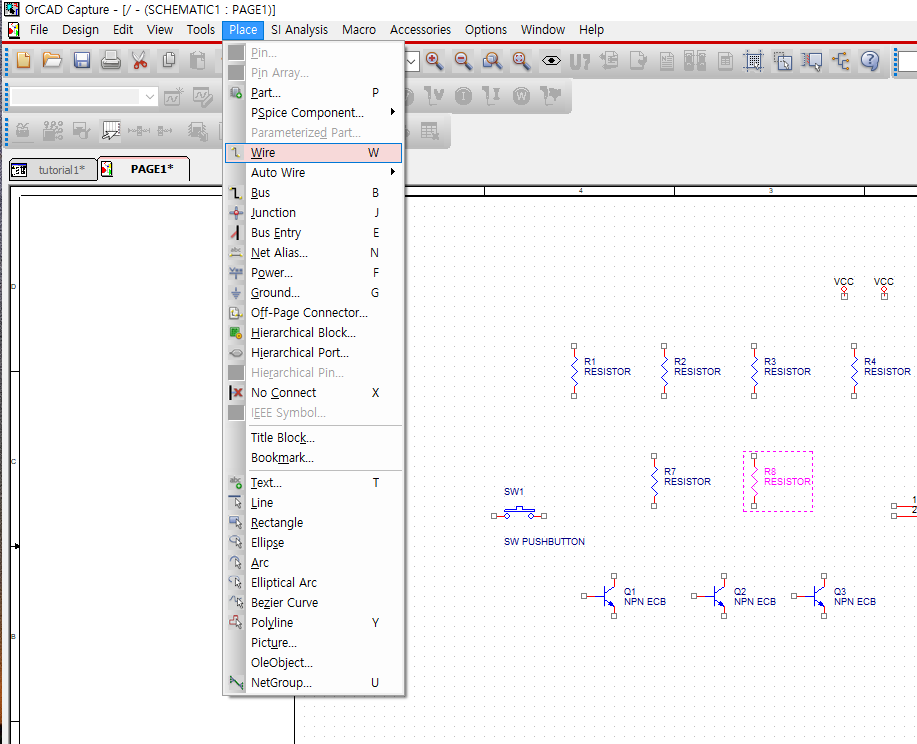 OrCAD Capture - [/ - (SCHEMATIC1 : PAGE1)]
File Design Edit View Tools Place SI Analysis Macro Accessories Options Window Help
U?
Pin...
Pin Array...
Part... P
PSpice Component...
Parameterized Part...
Wire W
Auto Wire
Bus B
Junction J
Bus Entry E
Net Alias... N
Power... F
Ground... G
Off-Page Connector...
Hierarchical Block...
Hierarchical Port...
Hierarchical Pin...
No Connect X
IEEE Symbol...
Title Block...
Bookmark...
Text... T
Line
Rectangle
Ellipse
Arc
Elliptical Arc
Bezier Curve
Polyline Y
Picture...
OleObject...
NetGroup... U
tutorial1* PAGE1*
4 3
D
C
B
VCC VCC
R1
RESISTOR
R2
RESISTOR
R3
RESISTOR
R4
RESISTOR
R7
RESISTOR
R8
RESISTOR
SW1
SW PUSHBUTTON
1
2
Q1
NPN ECB
Q2
NPN ECB
Q3
NPN ECB